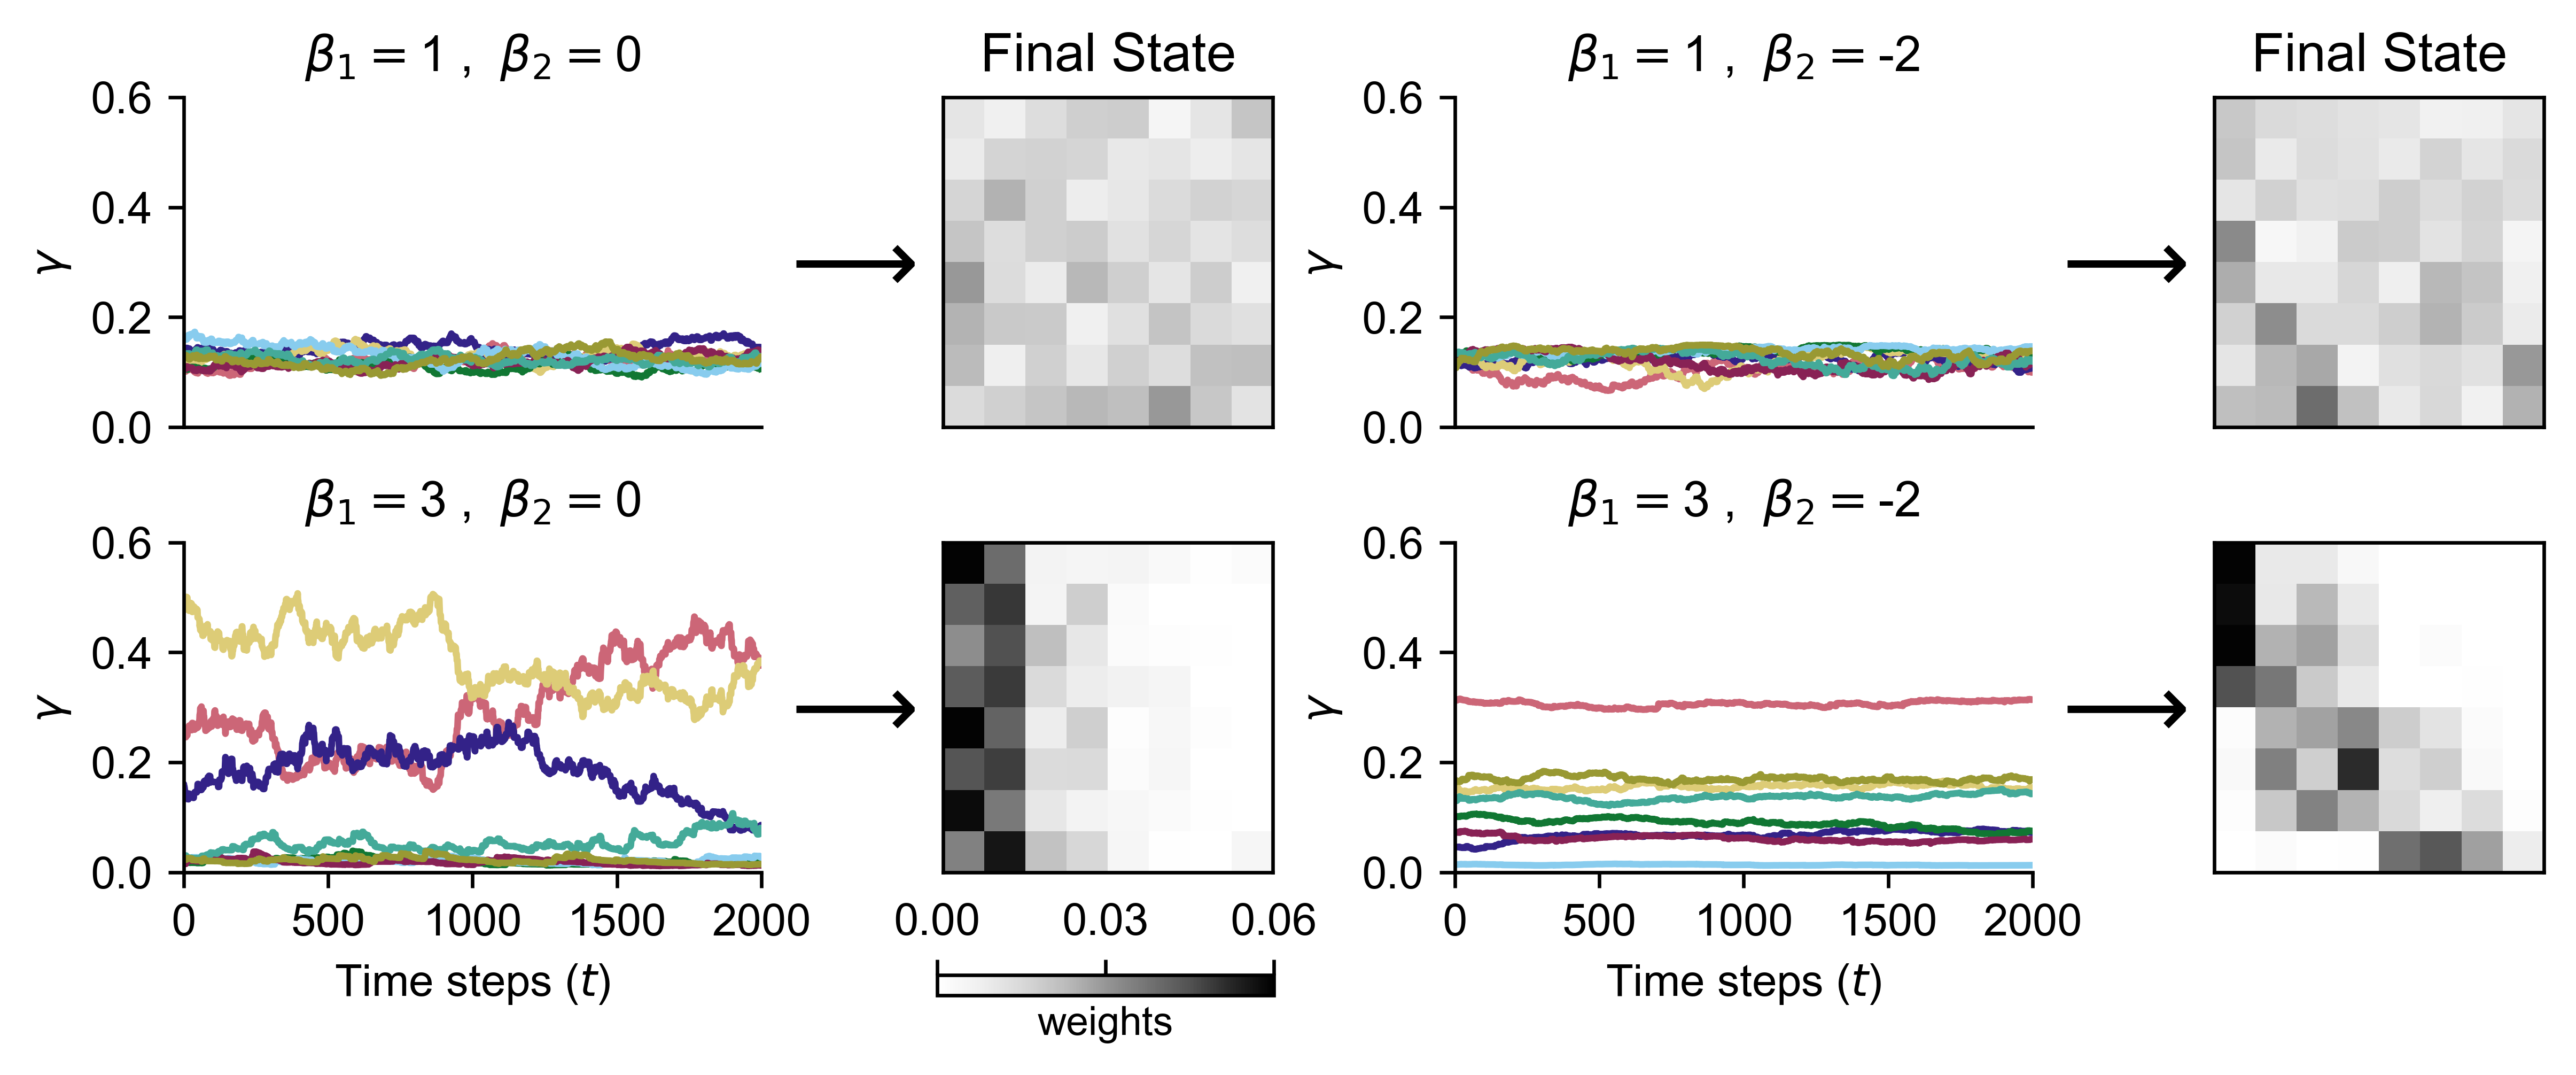 β₁ = 1 , β₂ = 0
Final State
β₁ = 1 , β₂ = -2
Final State
0.6
0.4
0.2
0.0
γ
0.6
0.4
0.2
0.0
γ
β₁ = 3 , β₂ = 0
β₁ = 3 , β₂ = -2
0.6
0.4
0.2
0.0
γ
0 500 1000 1500 2000
Time steps (t)
0.00 0.03 0.06
weights
0.6
0.4
0.2
0.0
γ
0 500 1000 1500 2000
Time steps (t)